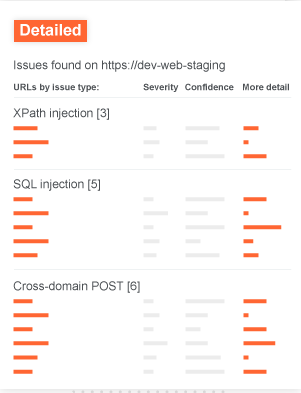 Detailed
Issues found on https://dev-web-staging
URLs by issue type: Severity Confidence More detail
XPath injection [3]
SQL injection [5]
Cross-domain POST [6]